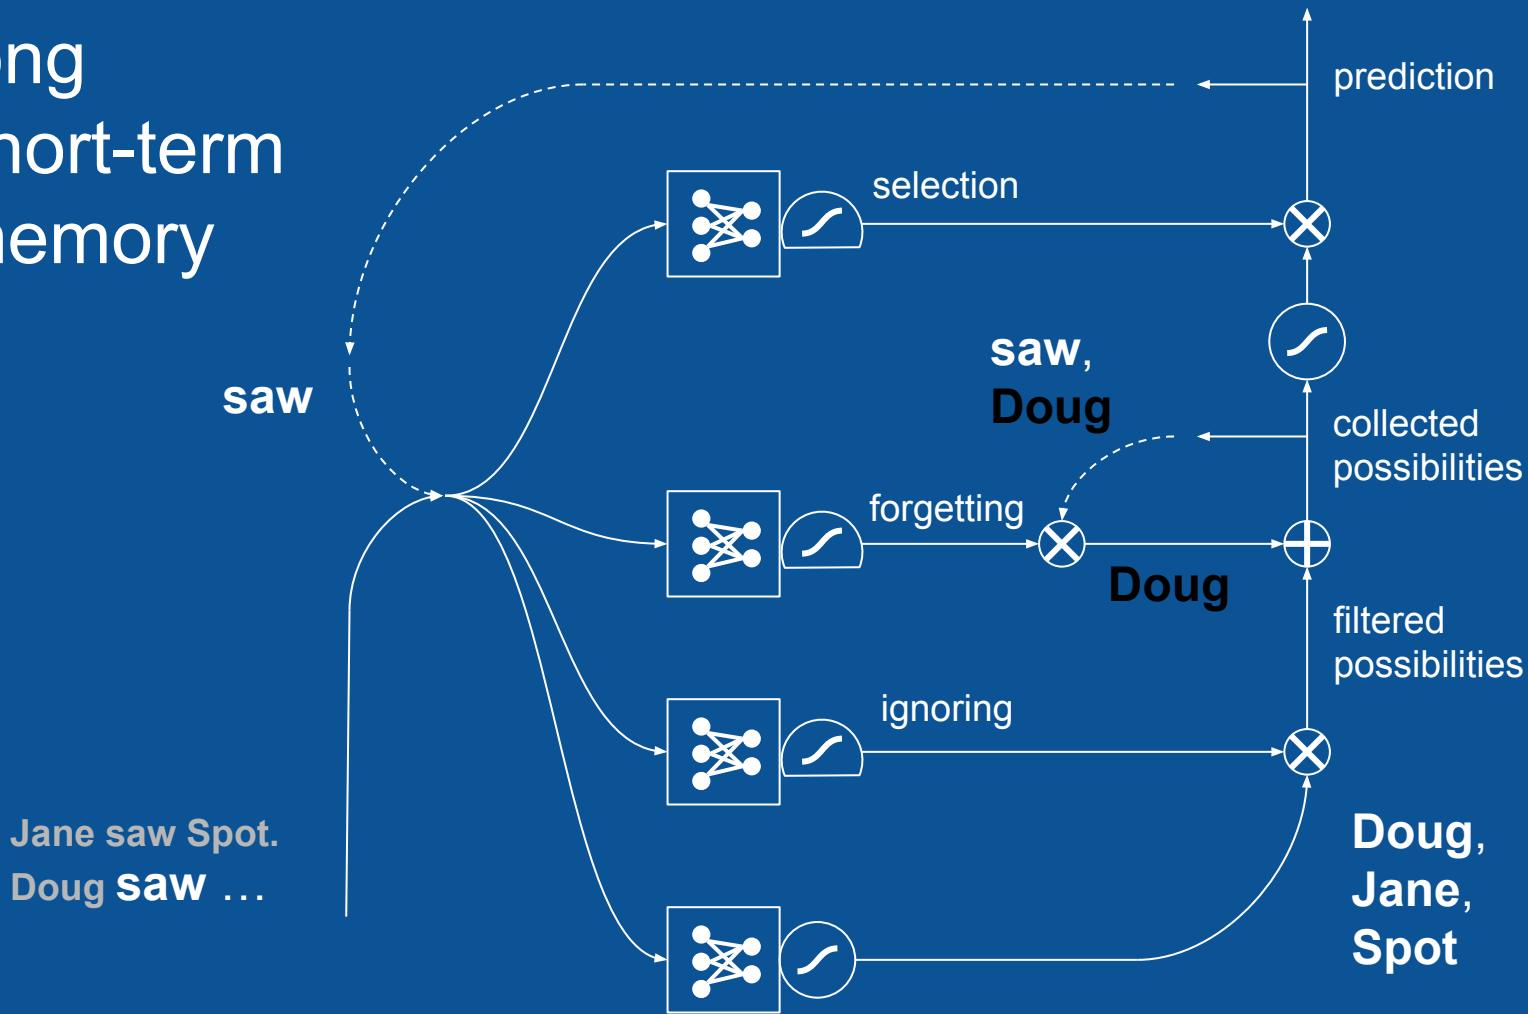 ong
hort-term
nemory
prediction
selection
saw,
Doug
saw
collected
possibilities
forgetting
Doug
filtered
possibilities
ignoring
Jane saw Spot.
Doug saw ...
Doug,
Jane,
Spot